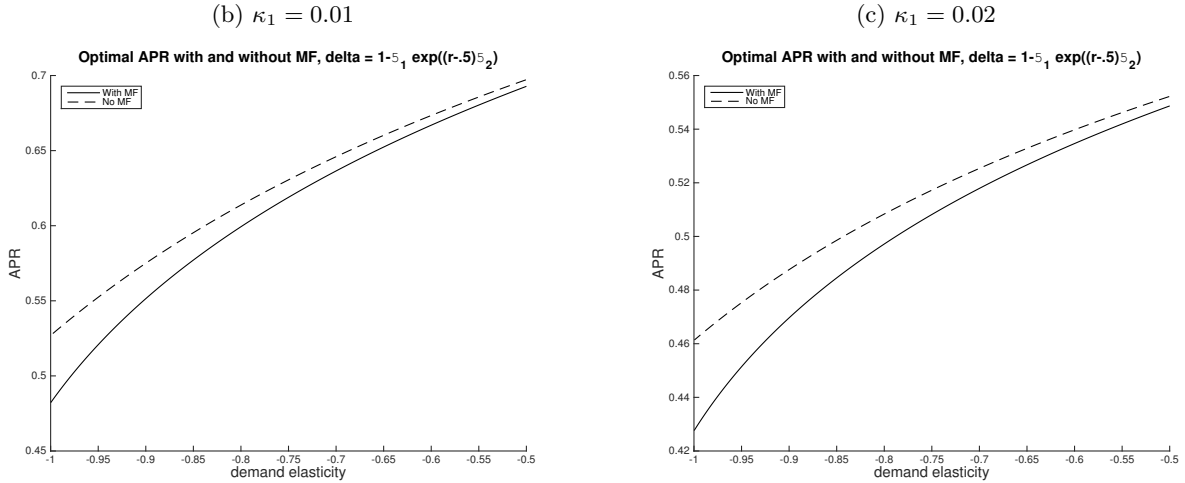 (b) κ₁ = 0.01
Optimal APR with and without MF, delta = 1-5₁ exp((r-.5)5₂)
0.7
With MF
No MF
0.65
0.6
APR
0.55
0.5
0.45
-1 -0.95 -0.9 -0.85 -0.8 -0.75 -0.7 -0.65 -0.6 -0.55 -0.5
demand elasticity
(c) κ₁ = 0.02
Optimal APR with and without MF, delta = 1-5₁ exp((r-.5)5₂)
0.56
With MF
No MF
0.54
0.52
0.5
APR
0.48
0.46
0.44
0.42
-1 -0.95 -0.9 -0.85 -0.8 -0.75 -0.7 -0.65 -0.6 -0.55 -0.5
demand elasticity